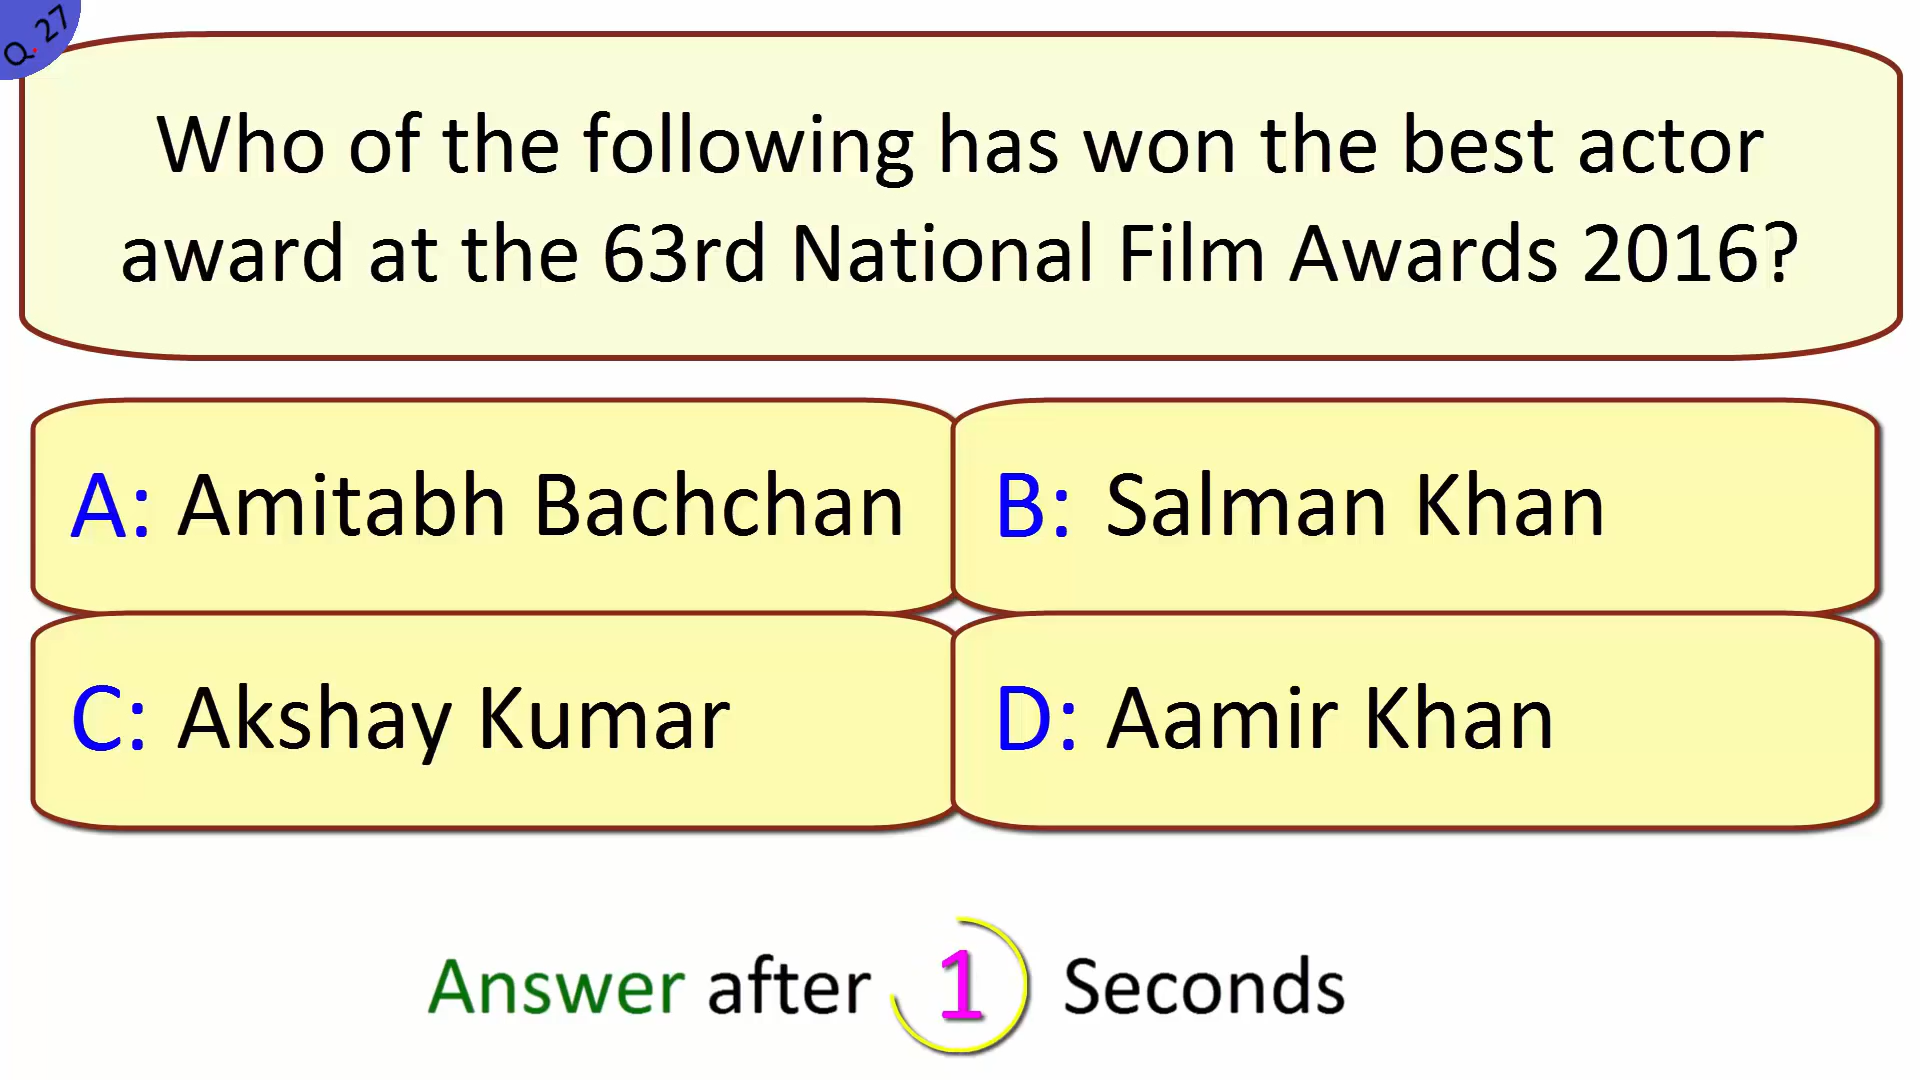 Q. 27
Who of the following has won the best actor
award at the 63rd National Film Awards 2016?
A: Amitabh Bachchan
B: Salman Khan
C: Akshay Kumar
D: Aamir Khan
Answer after 1 Seconds